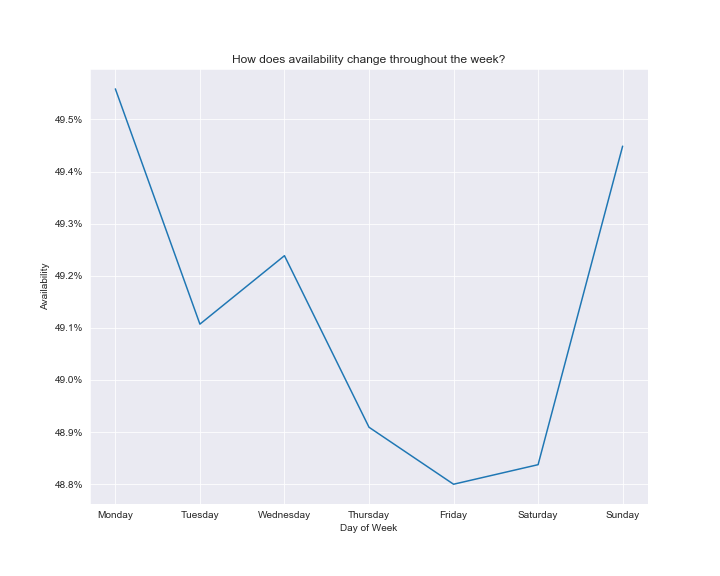 How does availability change throughout the week?
49.5%
49.4%
49.3%
49.2%
49.1%
49.0%
48.9%
48.8%
Availability
Monday Tuesday Wednesday Thursday Friday Saturday Sunday
Day of Week